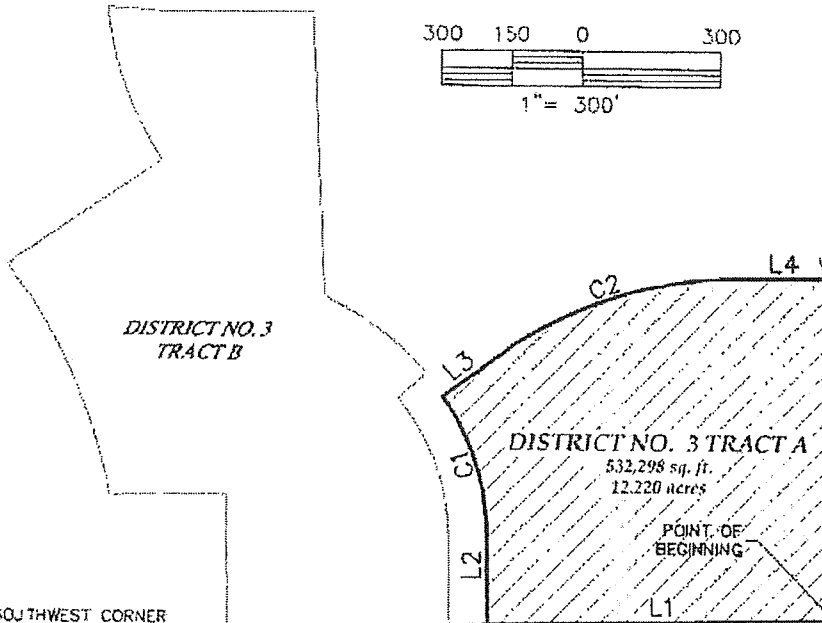 300 150 0 300
1"= 300'
L4
C2
DISTRICT NO. 3
TRACT B
L3
DISTRICT NO. 3 TRACT A
532,298 sq. ft.
12.220 acres
C1
POINT OF
BEGINNING
L2
L1
SOUTHWEST CORNER